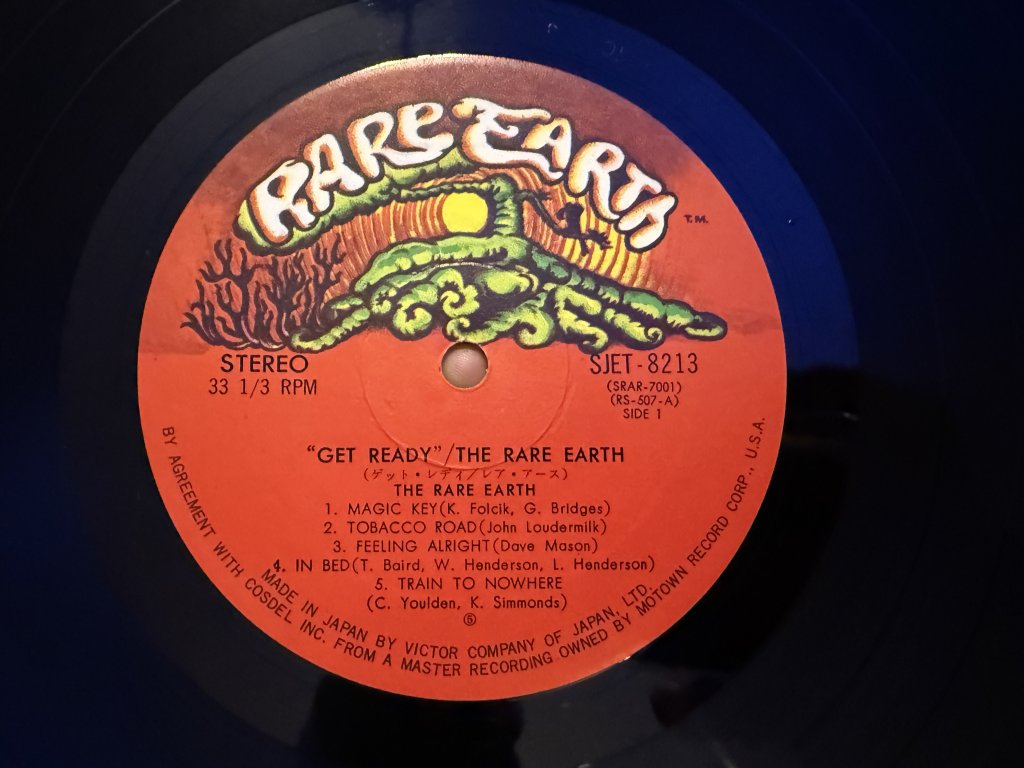 RARE EARTH
T.M.
STEREO
33 1/3 RPM
SJET-8213
(SRAR-7001)
(RS-507-A)
SIDE 1
"GET READY"/THE RARE EARTH
(ゲット・レディ/レア・アース)
THE RARE EARTH
1. MAGIC KEY(K. Folcik, G. Bridges)
2. TOBACCO ROAD(John Loudermilk)
3. FEELING ALRIGHT(Dave Mason)
4. IN BED(T. Baird, W. Henderson, L. Henderson)
5. TRAIN TO NOWHERE
(C. Youlden, K. Simmonds)
Ⓢ
MADE IN JAPAN BY VICTOR COMPANY OF JAPAN, LTD.
BY AGREEMENT WITH COSDEL INC. FROM A MASTER RECORDING OWNED BY MOTOWN RECORD CORP., U.S.A.